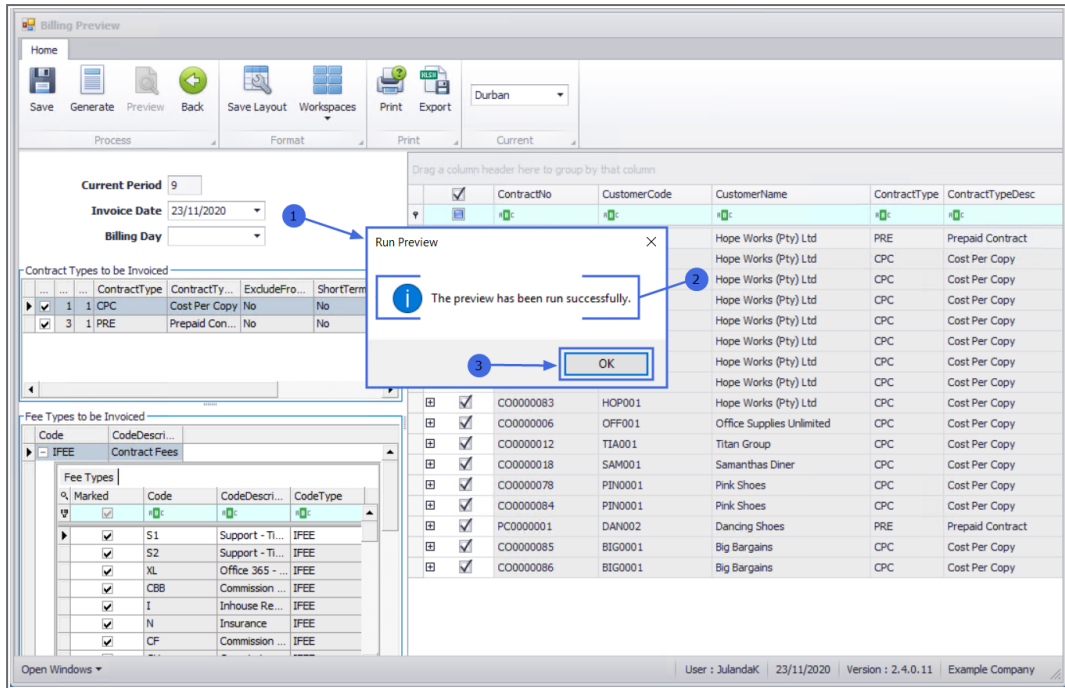 Billing Preview
Home
Save Generate Preview Back Save Layout Workspaces Print Export Durban
Process Format Print Current
Current Period 9
Invoice Date 23/11/2020
Billing Day
Contract Types to be Invoiced
... ... ... ContractType ContractTy... ExcludeFro... ShortTerm
1 1 CPC Cost Per Copy No No
3 1 PRE Prepaid Con... No No
Fee Types to be Invoiced
Code CodeDescri...
IFEE Contract Fees
Fee Types
Marked Code CodeDescri... CodeType
S1 Support - Ti... IFEE
S2 Support - Ti... IFEE
XL Office 365 - ... IFEE
CBB Commission ... IFEE
I Inhouse Re... IFEE
N Insurance IFEE
CF Commission ... IFEE
Drag a column header here to group by that column
ContractNo CustomerCode CustomerName ContractType ContractTypeDesc
Hope Works (Pty) Ltd PRE Prepaid Contract
Hope Works (Pty) Ltd CPC Cost Per Copy
Hope Works (Pty) Ltd CPC Cost Per Copy
Hope Works (Pty) Ltd CPC Cost Per Copy
Hope Works (Pty) Ltd CPC Cost Per Copy
Hope Works (Pty) Ltd CPC Cost Per Copy
Hope Works (Pty) Ltd CPC Cost Per Copy
Hope Works (Pty) Ltd CPC Cost Per Copy
CO0000083 HOP001 Hope Works (Pty) Ltd CPC Cost Per Copy
CO0000006 OFF001 Office Supplies Unlimited CPC Cost Per Copy
CO0000012 TIA001 Titan Group CPC Cost Per Copy
CO0000018 SAM001 Samanthas Diner CPC Cost Per Copy
CO0000078 PIN0001 Pink Shoes CPC Cost Per Copy
CO0000084 PIN0001 Pink Shoes CPC Cost Per Copy
PC0000001 DAN002 Dancing Shoes PRE Prepaid Contract
CO0000085 BIG0001 Big Bargains CPC Cost Per Copy
CO0000086 BIG0001 Big Bargains CPC Cost Per Copy
1
Run Preview
The preview has been run successfully.
2
3
OK
Open Windows User : JulandaK 23/11/2020 Version : 2.4.0.11 Example Company